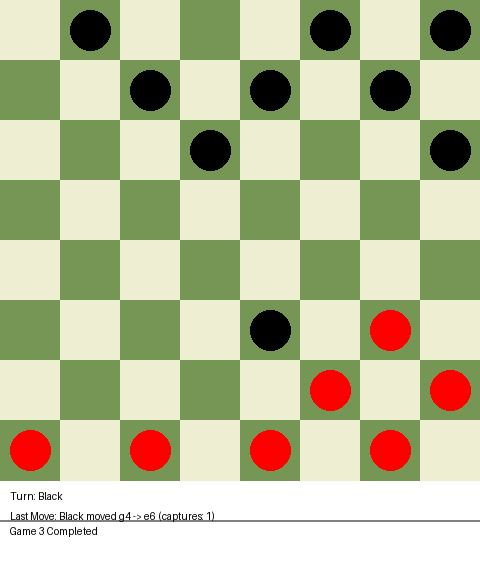 Turn: Black
Last Move: Black moved g4 -> e6 (captures: 1)
Game 3 Completed